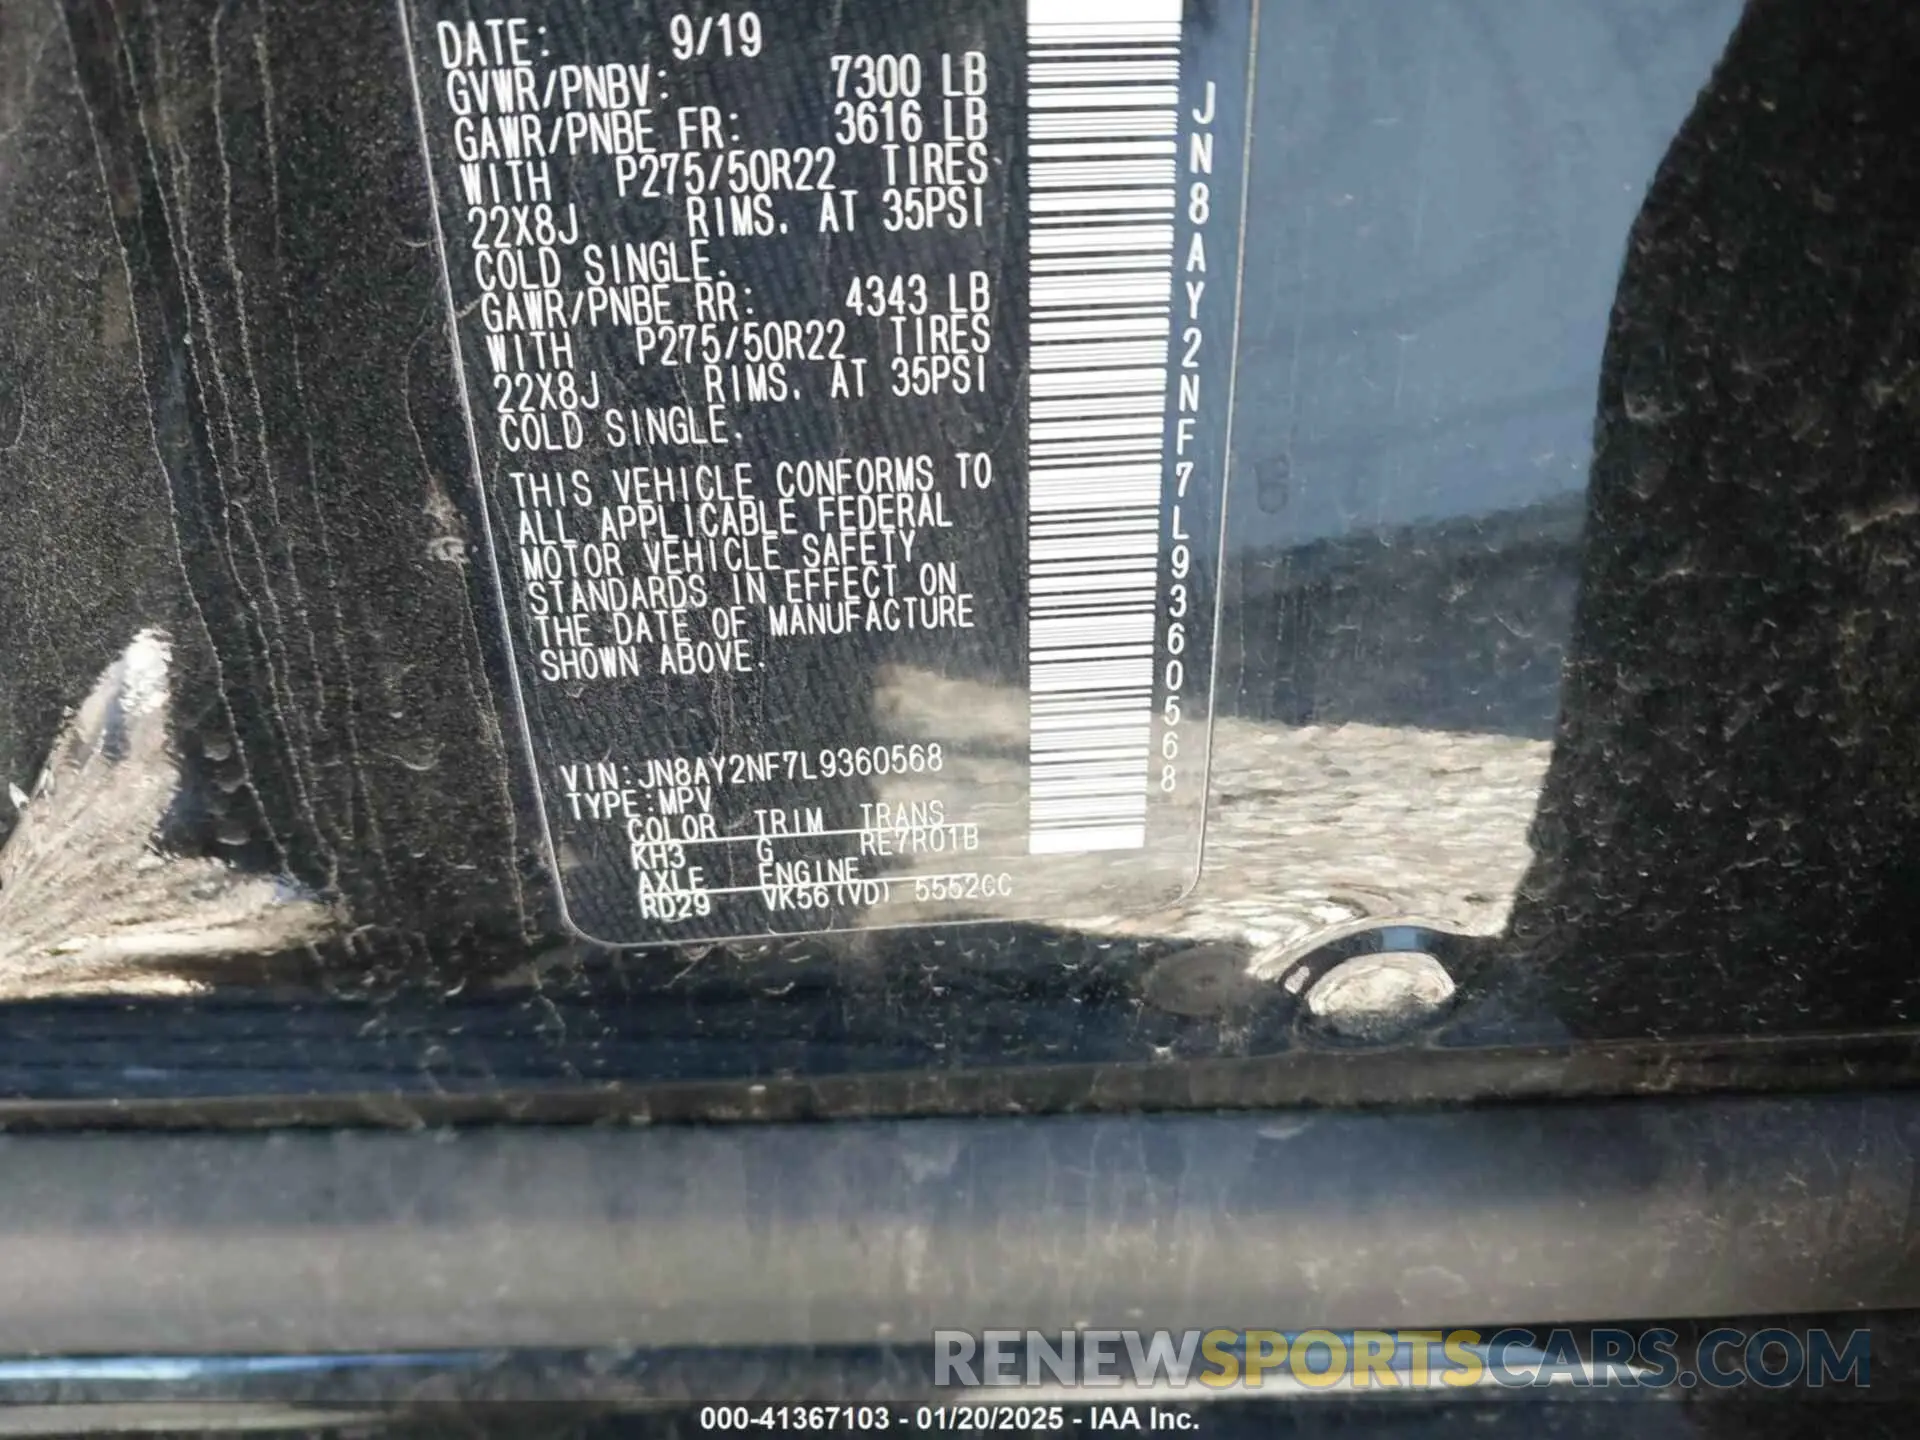 DATE: 9/19
GVWR/PNBV: 7300 LB
GAWR/PNBE FR: 3616 LB
WITH P275/50R22 TIRES
22X8J RIMS. AT 35PSI
COLD SINGLE.
GAWR/PNBE RR: 4343 LB
WITH P275/50R22 TIRES
22X8J RIMS. AT 35PSI
COLD SINGLE.
THIS VEHICLE CONFORMS TO
ALL APPLICABLE FEDERAL
MOTOR VEHICLE SAFETY
STANDARDS IN EFFECT ON
THE DATE OF MANUFACTURE
SHOWN ABOVE.
VIN:JN8AY2NF7L9360568
TYPE:MPV
COLOR TRIM TRANS
KH3 G RE7R01B
AXLE ENGINE
RD29 VK56(VD) 5552CC
JN8AY2NF7L9360568
RENEWSPORTSCARS.COM
000-41367103 - 01/20/2025 - IAA Inc.